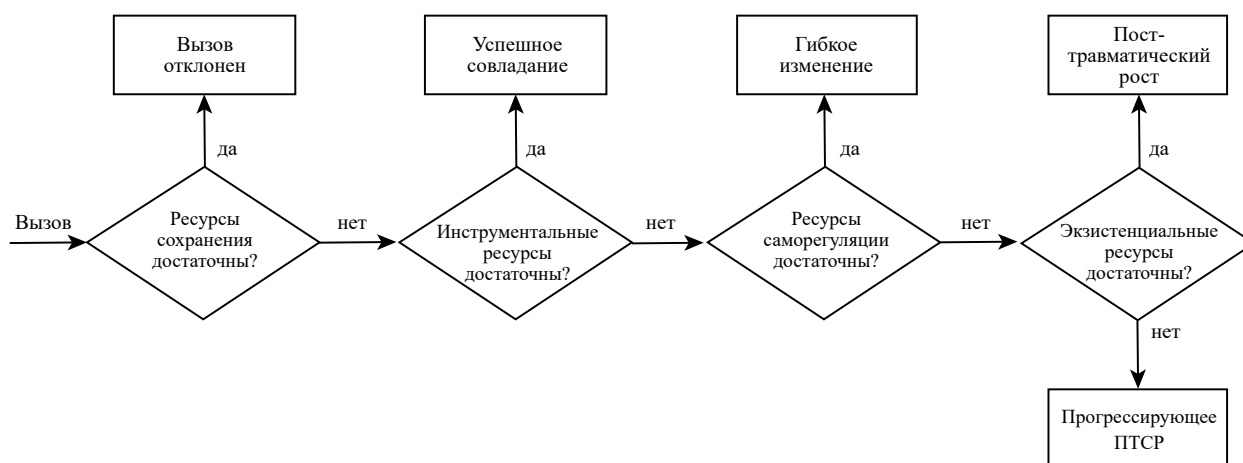 Вызов
отклонен
Успешное
совладание
Гибкое
изменение
Пост-
травматический
рост
да
да
да
да
Вызов
Ресурсы
сохранения
достаточны?
нет
Инструментальные
ресурсы
достаточны?
нет
Ресурсы
саморегуляции
достаточны?
нет
Экзистенциальные
ресурсы
достаточны?
нет
Прогрессирующее
ПТСР